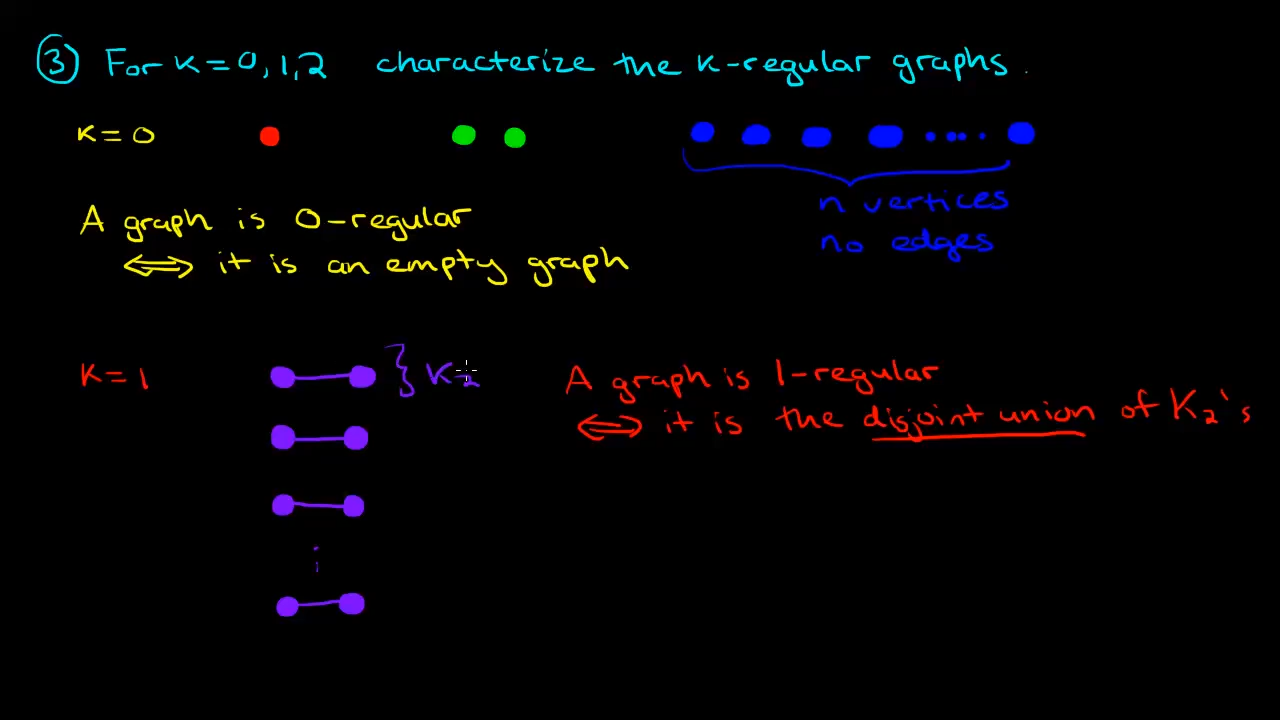 ③ For k=0,1,2 characterize the k-regular graphs.
k=0
n vertices
no edges
A graph is 0-regular
⟺ it is an empty graph
k=1
} K2
A graph is 1-regular
⟺ it is the disjoint union of K₂'s